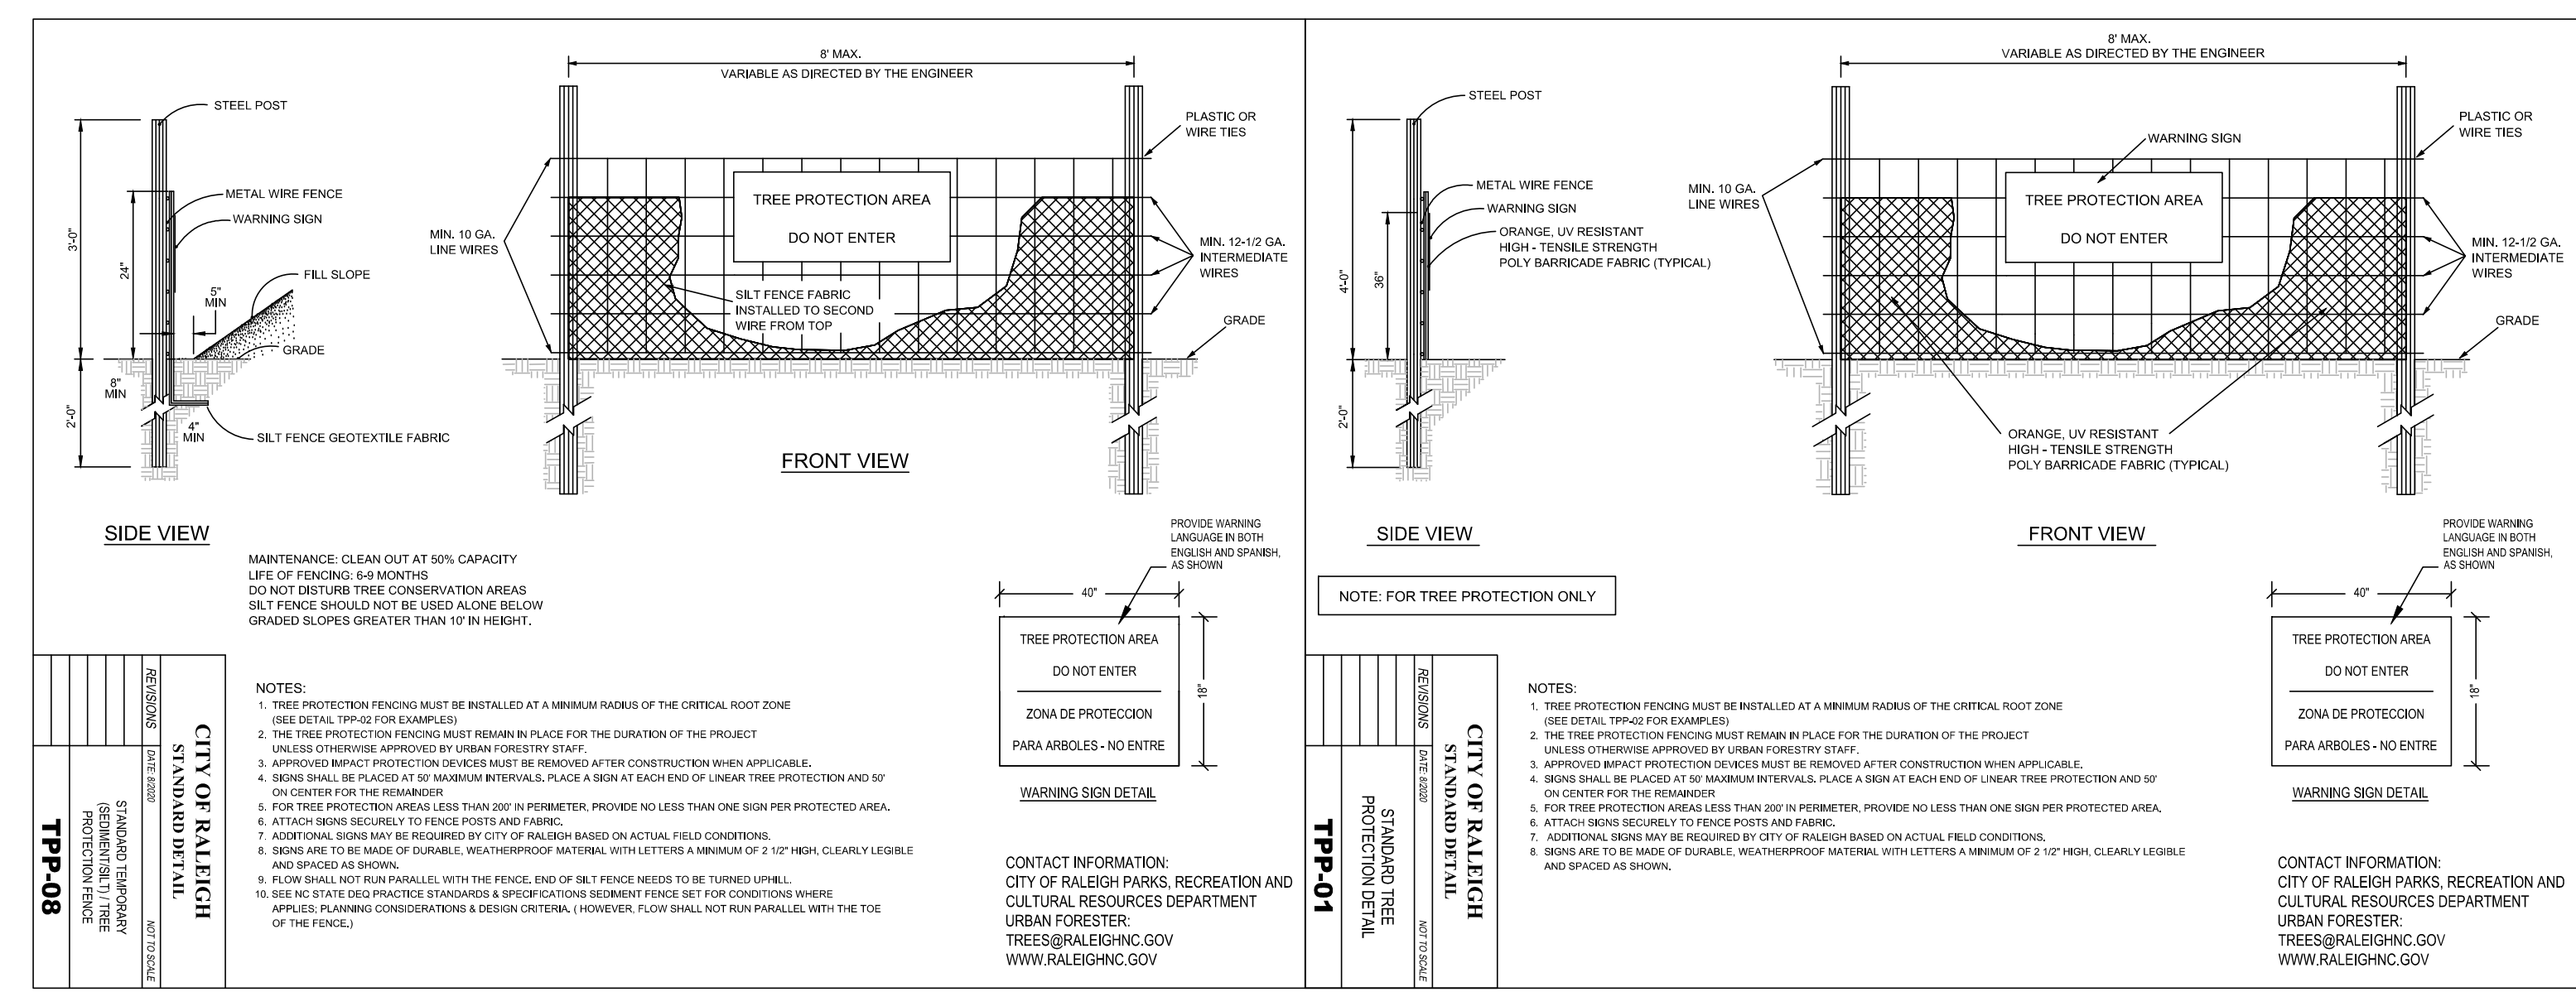 8' MAX.
VARIABLE AS DIRECTED BY THE ENGINEER
STEEL POST
PLASTIC OR
WIRE TIES
METAL WIRE FENCE
WARNING SIGN
3'-0"
24"
MIN. 10 GA.
LINE WIRES
TREE PROTECTION AREA
DO NOT ENTER
MIN. 12-1/2 GA.
INTERMEDIATE
WIRES
FILL SLOPE
5"
MIN
SILT FENCE FABRIC
INSTALLED TO SECOND
WIRE FROM TOP
GRADE
GRADE
8"
MIN
2'-0"
4"
MIN
SILT FENCE GEOTEXTILE FABRIC
FRONT VIEW
SIDE VIEW
MAINTENANCE: CLEAN OUT AT 50% CAPACITY
LIFE OF FENCING: 6-9 MONTHS
DO NOT DISTURB TREE CONSERVATION AREAS
SILT FENCE SHOULD NOT BE USED ALONE BELOW
GRADED SLOPES GREATER THAN 10' IN HEIGHT.
PROVIDE WARNING
LANGUAGE IN BOTH
ENGLISH AND SPANISH,
AS SHOWN
40"
18"
TREE PROTECTION AREA
DO NOT ENTER
ZONA DE PROTECCION
PARA ARBOLES - NO ENTRE
WARNING SIGN DETAIL
NOTES:
1. TREE PROTECTION FENCING MUST BE INSTALLED AT A MINIMUM RADIUS OF THE CRITICAL ROOT ZONE
(SEE DETAIL TPP-02 FOR EXAMPLES)
2. THE TREE PROTECTION FENCING MUST REMAIN IN PLACE FOR THE DURATION OF THE PROJECT
UNLESS OTHERWISE APPROVED BY URBAN FORESTRY STAFF.
3. APPROVED IMPACT PROTECTION DEVICES MUST BE REMOVED AFTER CONSTRUCTION WHEN APPLICABLE.
4. SIGNS SHALL BE PLACED AT 50' MAXIMUM INTERVALS. PLACE A SIGN AT EACH END OF LINEAR TREE PROTECTION AND 50'
ON CENTER FOR THE REMAINDER
5. FOR TREE PROTECTION AREAS LESS THAN 200' IN PERIMETER, PROVIDE NO LESS THAN ONE SIGN PER PROTECTED AREA.
6. ATTACH SIGNS SECURELY TO FENCE POSTS AND FABRIC.
7. ADDITIONAL SIGNS MAY BE REQUIRED BY CITY OF RALEIGH BASED ON ACTUAL FIELD CONDITIONS.
8. SIGNS ARE TO BE MADE OF DURABLE, WEATHERPROOF MATERIAL WITH LETTERS A MINIMUM OF 2 1/2" HIGH, CLEARLY LEGIBLE
AND SPACED AS SHOWN.
9. FLOW SHALL NOT RUN PARALLEL WITH THE FENCE. END OF SILT FENCE NEEDS TO BE TURNED UPHILL.
10. SEE NC STATE DEQ PRACTICE STANDARDS & SPECIFICATIONS SEDIMENT FENCE SET FOR CONDITIONS WHERE
APPLIES; PLANNING CONSIDERATIONS & DESIGN CRITERIA. ( HOWEVER, FLOW SHALL NOT RUN PARALLEL WITH THE TOE
OF THE FENCE.)
CONTACT INFORMATION:
CITY OF RALEIGH PARKS, RECREATION AND
CULTURAL RESOURCES DEPARTMENT
URBAN FORESTER:
TREES@RALEIGHNC.GOV
WWW.RALEIGHNC.GOV
CITY OF RALEIGH
STANDARD DETAIL
REVISIONS
DATE: 8/2020
NOT TO SCALE
STANDARD TEMPORARY
(SEDIMENT/SILT) / TREE
PROTECTION FENCE
TPP-08
8' MAX.
VARIABLE AS DIRECTED BY THE ENGINEER
STEEL POST
PLASTIC OR
WIRE TIES
WARNING SIGN
METAL WIRE FENCE
WARNING SIGN
ORANGE, UV RESISTANT
HIGH - TENSILE STRENGTH
POLY BARRICADE FABRIC (TYPICAL)
4'-0"
36"
2'-0"
MIN. 10 GA.
LINE WIRES
TREE PROTECTION AREA
DO NOT ENTER
MIN. 12-1/2 GA.
INTERMEDIATE
WIRES
GRADE
ORANGE, UV RESISTANT
HIGH - TENSILE STRENGTH
POLY BARRICADE FABRIC (TYPICAL)
SIDE VIEW
FRONT VIEW
NOTE: FOR TREE PROTECTION ONLY
PROVIDE WARNING
LANGUAGE IN BOTH
ENGLISH AND SPANISH,
AS SHOWN
40"
18"
TREE PROTECTION AREA
DO NOT ENTER
ZONA DE PROTECCION
PARA ARBOLES - NO ENTRE
WARNING SIGN DETAIL
NOTES:
1. TREE PROTECTION FENCING MUST BE INSTALLED AT A MINIMUM RADIUS OF THE CRITICAL ROOT ZONE
(SEE DETAIL TPP-02 FOR EXAMPLES)
2. THE TREE PROTECTION FENCING MUST REMAIN IN PLACE FOR THE DURATION OF THE PROJECT
UNLESS OTHERWISE APPROVED BY URBAN FORESTRY STAFF.
3. APPROVED IMPACT PROTECTION DEVICES MUST BE REMOVED AFTER CONSTRUCTION WHEN APPLICABLE.
4. SIGNS SHALL BE PLACED AT 50' MAXIMUM INTERVALS. PLACE A SIGN AT EACH END OF LINEAR TREE PROTECTION AND 50'
ON CENTER FOR THE REMAINDER
5. FOR TREE PROTECTION AREAS LESS THAN 200' IN PERIMETER, PROVIDE NO LESS THAN ONE SIGN PER PROTECTED AREA.
6. ATTACH SIGNS SECURELY TO FENCE POSTS AND FABRIC.
7. ADDITIONAL SIGNS MAY BE REQUIRED BY CITY OF RALEIGH BASED ON ACTUAL FIELD CONDITIONS.
8. SIGNS ARE TO BE MADE OF DURABLE, WEATHERPROOF MATERIAL WITH LETTERS A MINIMUM OF 2 1/2" HIGH, CLEARLY LEGIBLE
AND SPACED AS SHOWN.
CONTACT INFORMATION:
CITY OF RALEIGH PARKS, RECREATION AND
CULTURAL RESOURCES DEPARTMENT
URBAN FORESTER:
TREES@RALEIGHNC.GOV
WWW.RALEIGHNC.GOV
CITY OF RALEIGH
STANDARD DETAIL
REVISIONS
DATE: 8/2020
NOT TO SCALE
STANDARD TREE
PROTECTION DETAIL
TPP-01